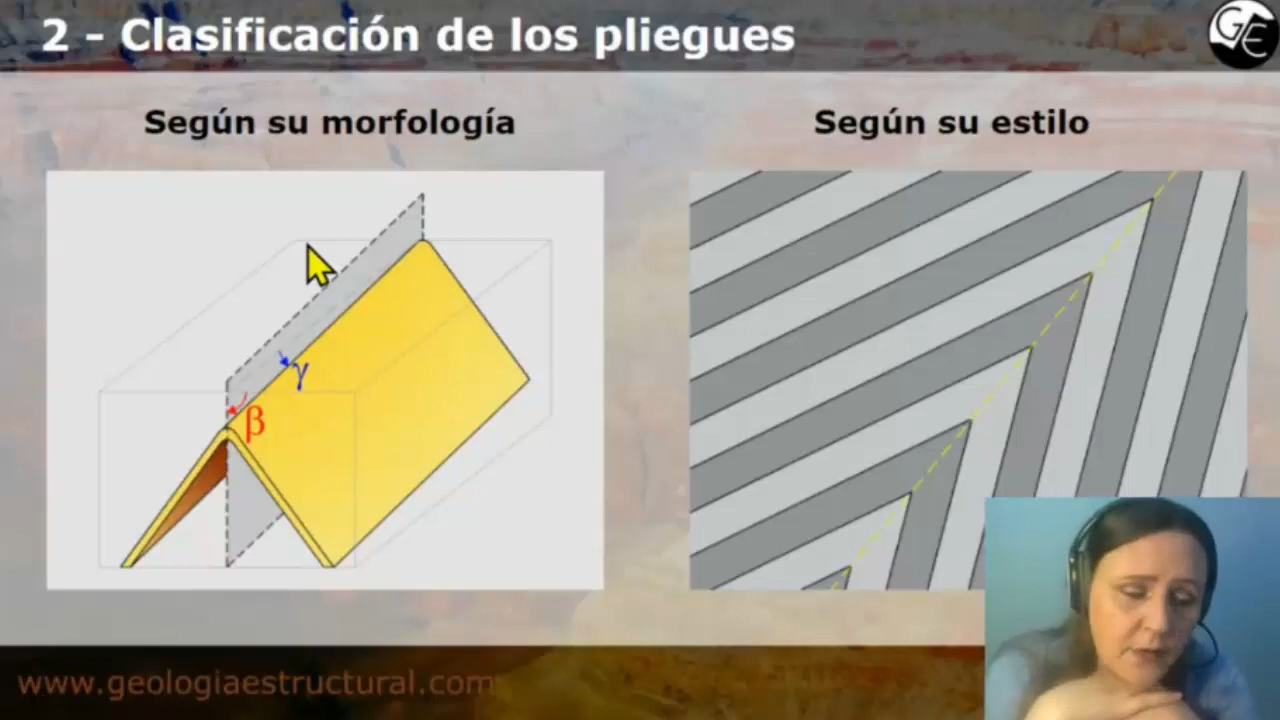 2 - Clasificación de los pliegues
GE
Según su morfología
Según su estilo
γ
β
www.geologiaestructural.com